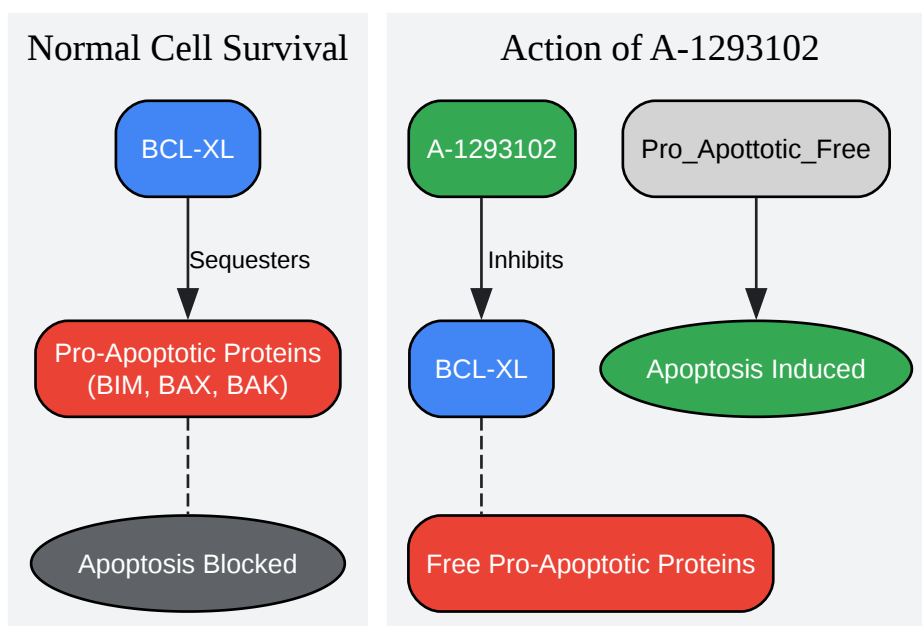 Normal Cell Survival
BCL-XL
Sequesters
Pro-Apoptotic Proteins
(BIM, BAX, BAK)
Apoptosis Blocked
Action of A-1293102
A-1293102
Pro_Apottotic_Free
Inhibits
BCL-XL
Apoptosis Induced
Free Pro-Apoptotic Proteins